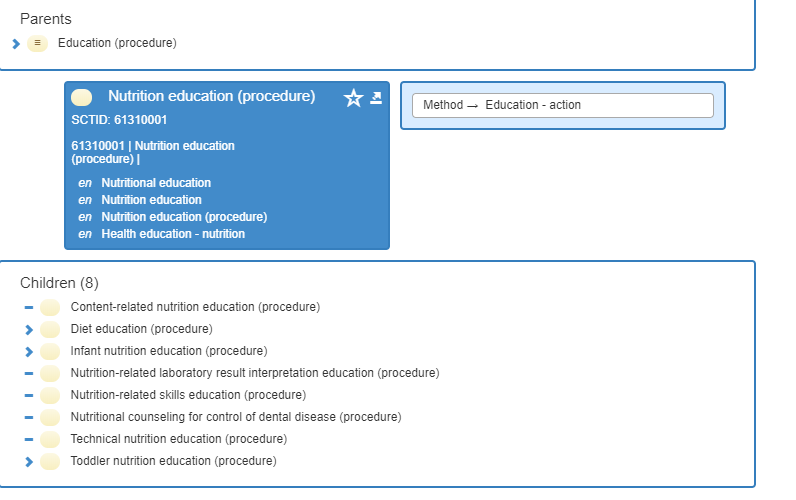 Parents
Education (procedure)
Nutrition education (procedure)
SCTID: 61310001
61310001 | Nutrition education
(procedure) |
en Nutritional education
en Nutrition education
en Nutrition education (procedure)
en Health education - nutrition
Method → Education - action
Children (8)
Content-related nutrition education (procedure)
Diet education (procedure)
Infant nutrition education (procedure)
Nutrition-related laboratory result interpretation education (procedure)
Nutrition-related skills education (procedure)
Nutritional counseling for control of dental disease (procedure)
Technical nutrition education (procedure)
Toddler nutrition education (procedure)